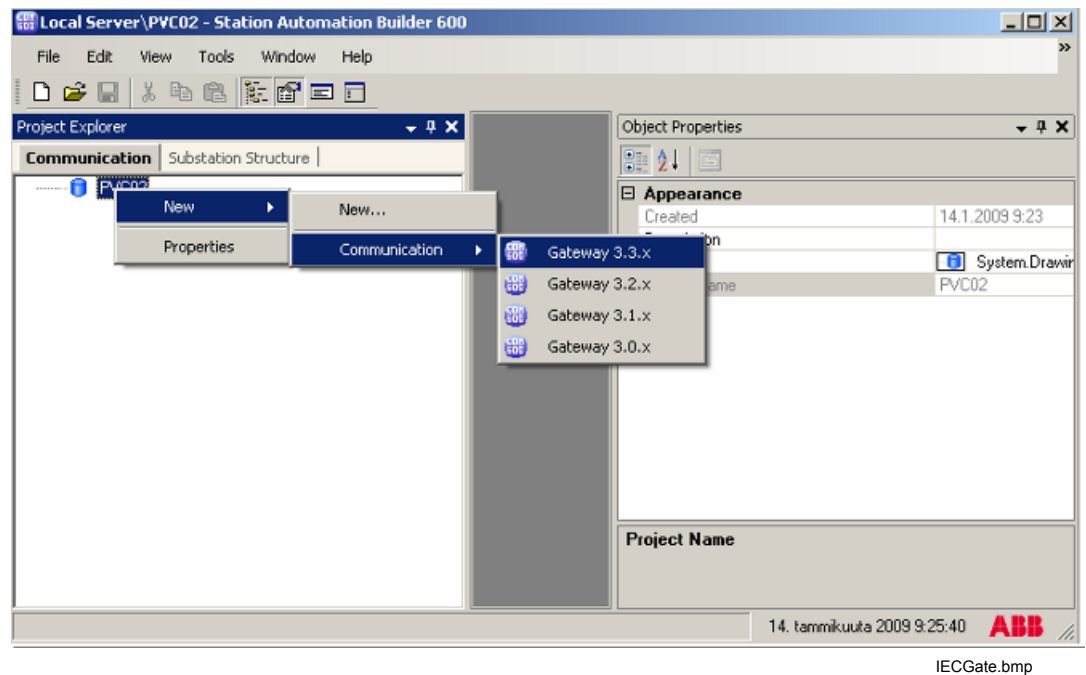 Local Server\PVC02 - Station Automation Builder 600
File Edit View Tools Window Help
Project Explorer
Communication Substation Structure
PVC02
New
Properties
New...
Communication
Gateway 3.3.x
Gateway 3.2.x
Gateway 3.1.x
Gateway 3.0.x
Object Properties
Appearance
Created 14.1.2009 9:23
System.Drawin
ame PVC02
Project Name
14. tammikuuta 2009 9:25:40 ABB
IECGate.bmp